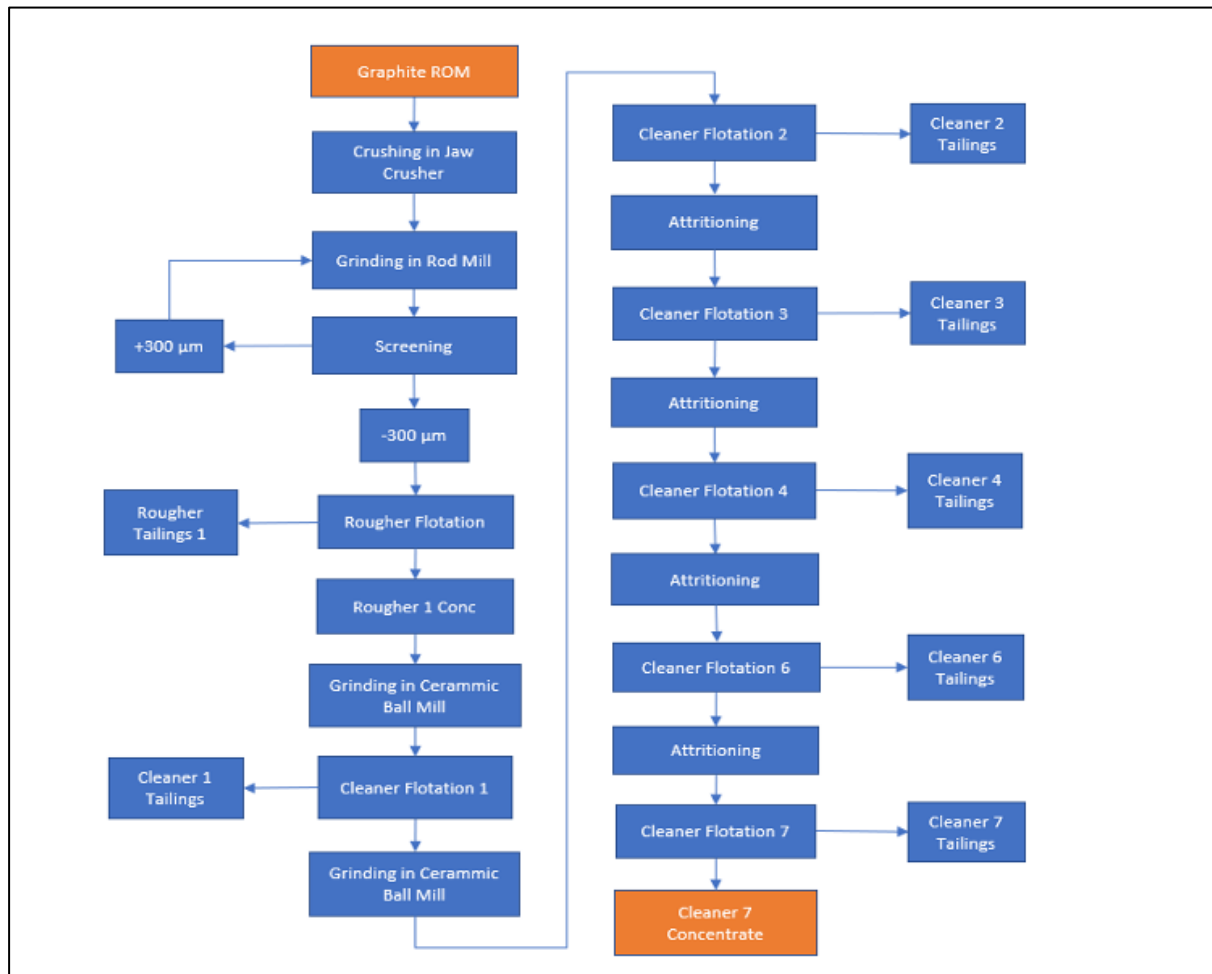 Graphite ROM
Crushing in Jaw
Crusher
Grinding in Rod Mill
+300 µm
Screening
-300 µm
Rougher
Tailings 1
Rougher Flotation
Rougher 1 Conc
Grinding in Cerammic
Ball Mill
Cleaner 1
Tailings
Cleaner Flotation 1
Grinding in Cerammic
Ball Mill
Cleaner Flotation 2
Cleaner 2
Tailings
Attritioning
Cleaner Flotation 3
Cleaner 3
Tailings
Attritioning
Cleaner Flotation 4
Cleaner 4
Tailings
Attritioning
Cleaner Flotation 6
Cleaner 6
Tailings
Attritioning
Cleaner Flotation 7
Cleaner 7
Tailings
Cleaner 7
Concentrate